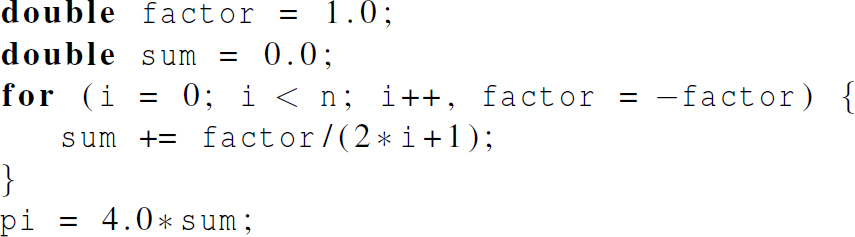 double factor = 1.0;
double sum = 0.0;
for (i = 0; i < n; i++, factor = −factor) {
sum += factor/(2*i+1);
}
pi = 4.0*sum;